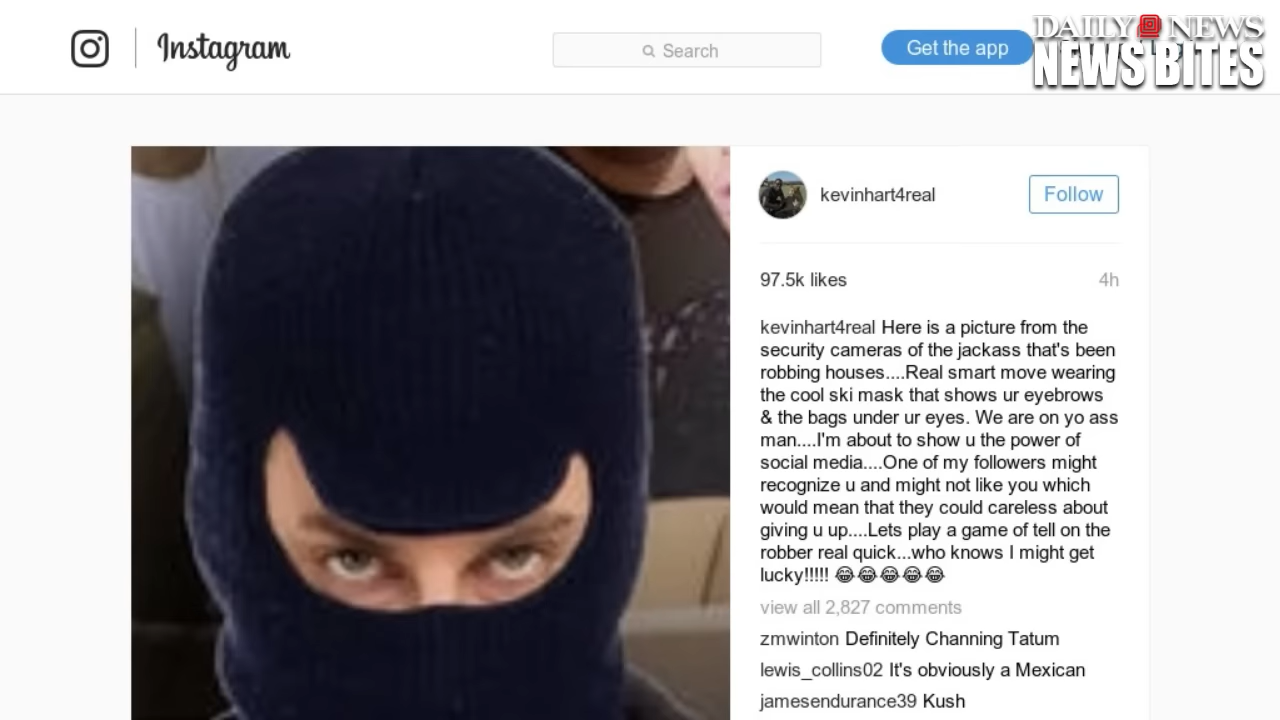 Instagram
Search
Get the app
DAILY NEWS
NEWS BITES
kevinhart4real
Follow
97.5k likes
4h
kevinhart4real Here is a picture from the
security cameras of the jackass that's been
robbing houses....Real smart move wearing
the cool ski mask that shows ur eyebrows
& the bags under ur eyes. We are on yo ass
man....I'm about to show u the power of
social media....One of my followers might
recognize u and might not like you which
would mean that they could careless about
giving u up....Lets play a game of tell on the
robber real quick...who knows I might get
lucky!!!!! 😂😂😂😂😂
view all 2,827 comments
zmwinton Definitely Channing Tatum
lewis_collins02 It's obviously a Mexican
jamesendurance39 Kush